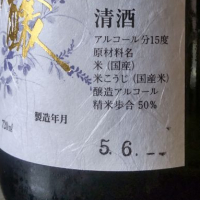 清酒
アルコール分15度
原材料名
米(国産)
米こうじ(国産米)
醸造アルコール
精米歩合 50%
製造年月
5. 6. --
720ml